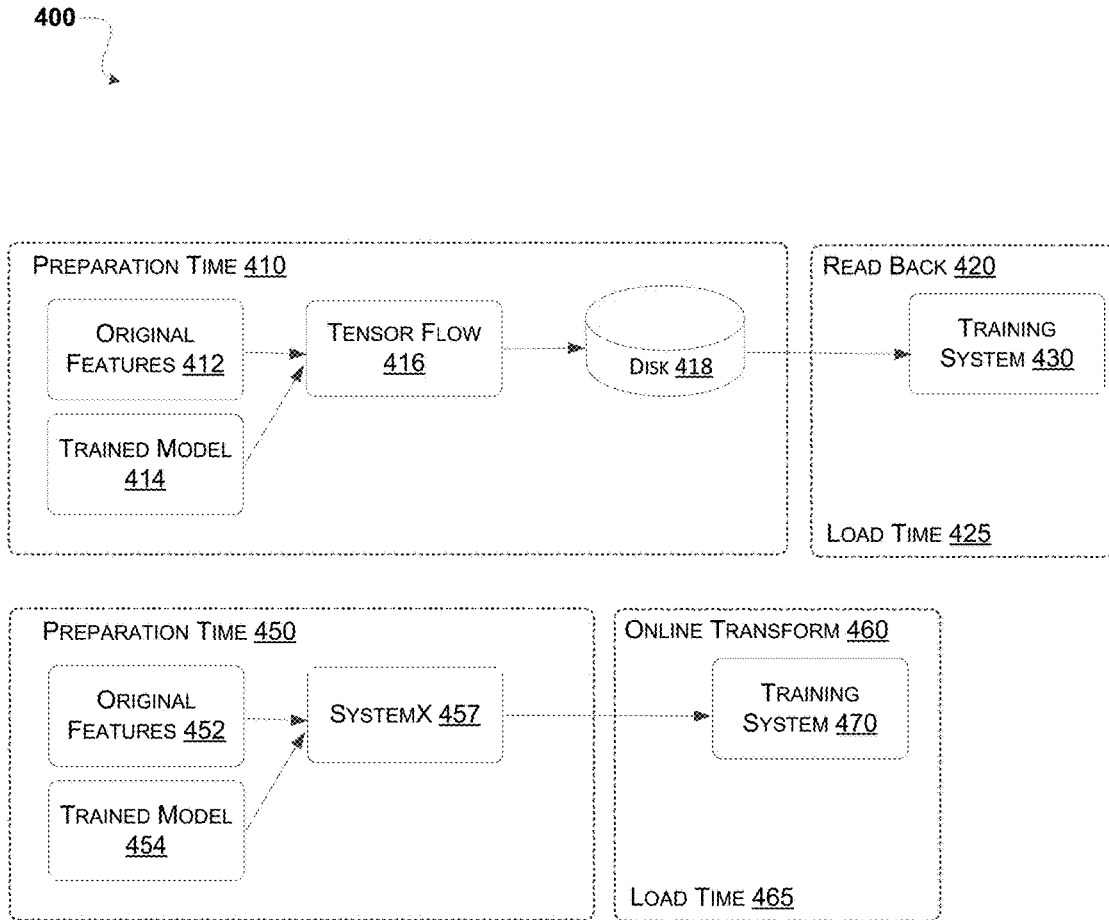 400
PREPARATION TIME 410
ORIGINAL
FEATURES 412
TRAINED MODEL
414
TENSOR FLOW
416
DISK 418
READ BACK 420
TRAINING
SYSTEM 430
LOAD TIME 425
PREPARATION TIME 450
ORIGINAL
FEATURES 452
TRAINED MODEL
454
SYSTEMX 457
ONLINE TRANSFORM 460
TRAINING
SYSTEM 470
LOAD TIME 465